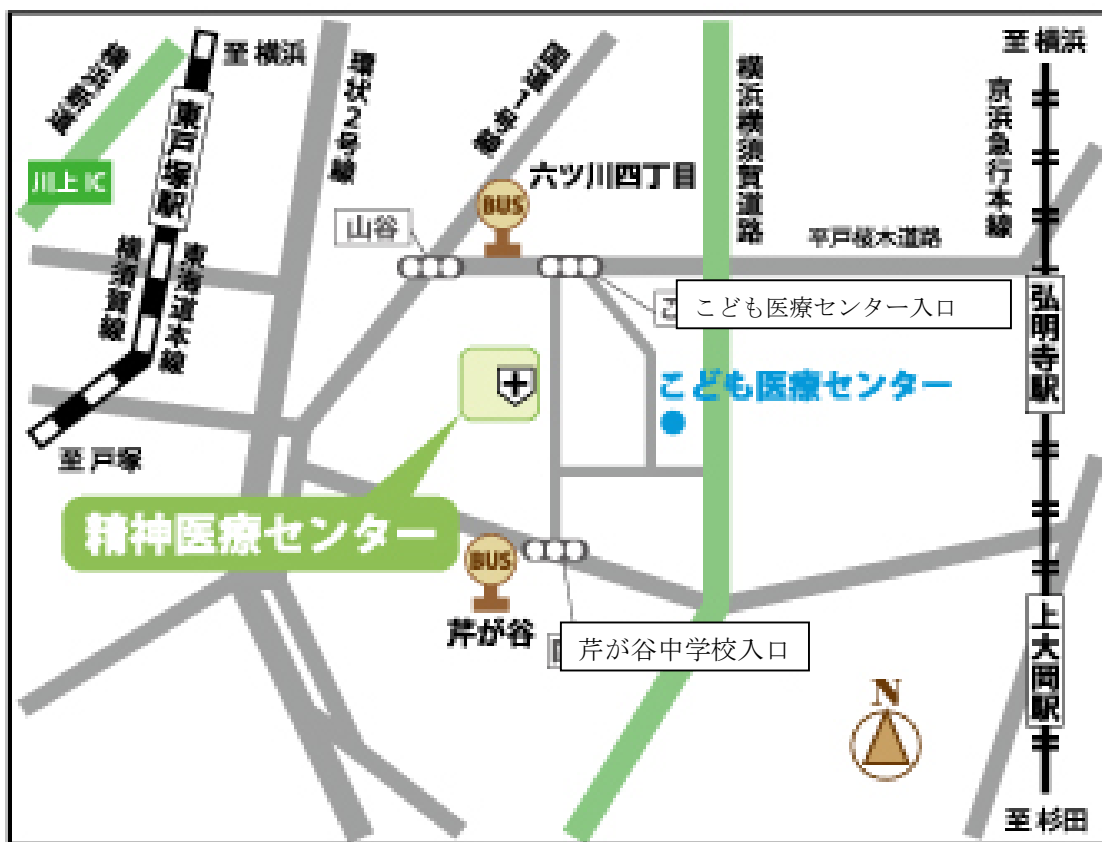 至 横浜
横浜新道
川上 IC
東戸塚駅
横須賀線
東海道本線
至 戸塚
環状2号線
国道1号線
山谷
BUS
六ツ川四丁目
横浜横須賀道路
平戸桜木道路
至 横浜
京浜急行本線
弘明寺駅
こども医療センター入口
こども医療センター
精神医療センター
BUS
芹が谷
芹が谷中学校入口
上大岡駅
N
至 杉田